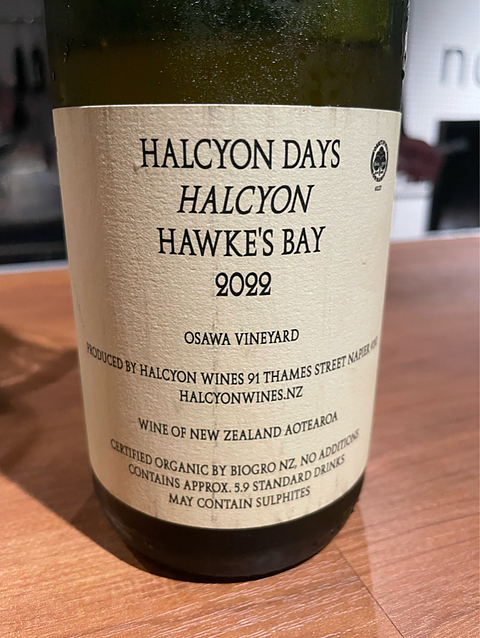 HALCYON DAYS
HALCYON
HAWKE'S BAY
2022
OSAWA VINEYARD
PRODUCED BY HALCYON WINES 91 THAMES STREET NAPIER
HALCYONWINES.NZ
WINE OF NEW ZEALAND AOTEAROA
CERTIFIED ORGANIC BY BIOGRO NZ, NO ADDITIONS
CONTAINS APPROX. 5.9 STANDARD DRINKS
MAY CONTAIN SULPHITES